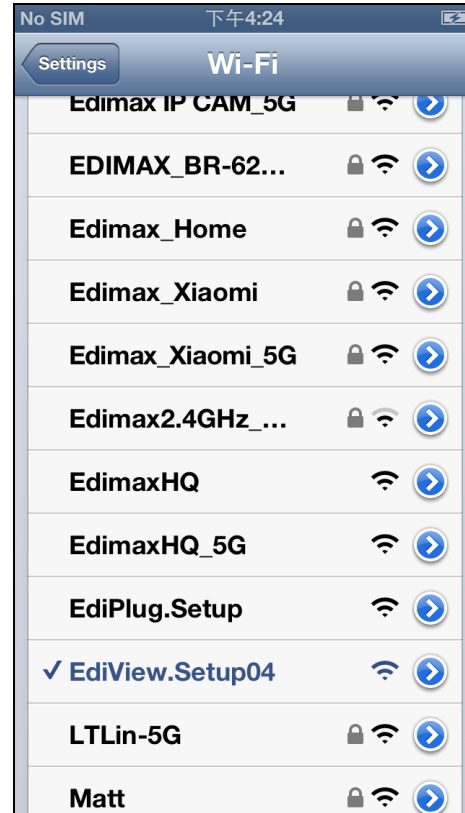 No SIM 下午4:24
Settings Wi-Fi
Edimax IP CAM_5G
EDIMAX_BR-62...
Edimax_Home
Edimax_Xiaomi
Edimax_Xiaomi_5G
Edimax2.4GHz_...
EdimaxHQ
EdimaxHQ_5G
EdiPlug.Setup
EdiView.Setup04
LTLin-5G
Matt